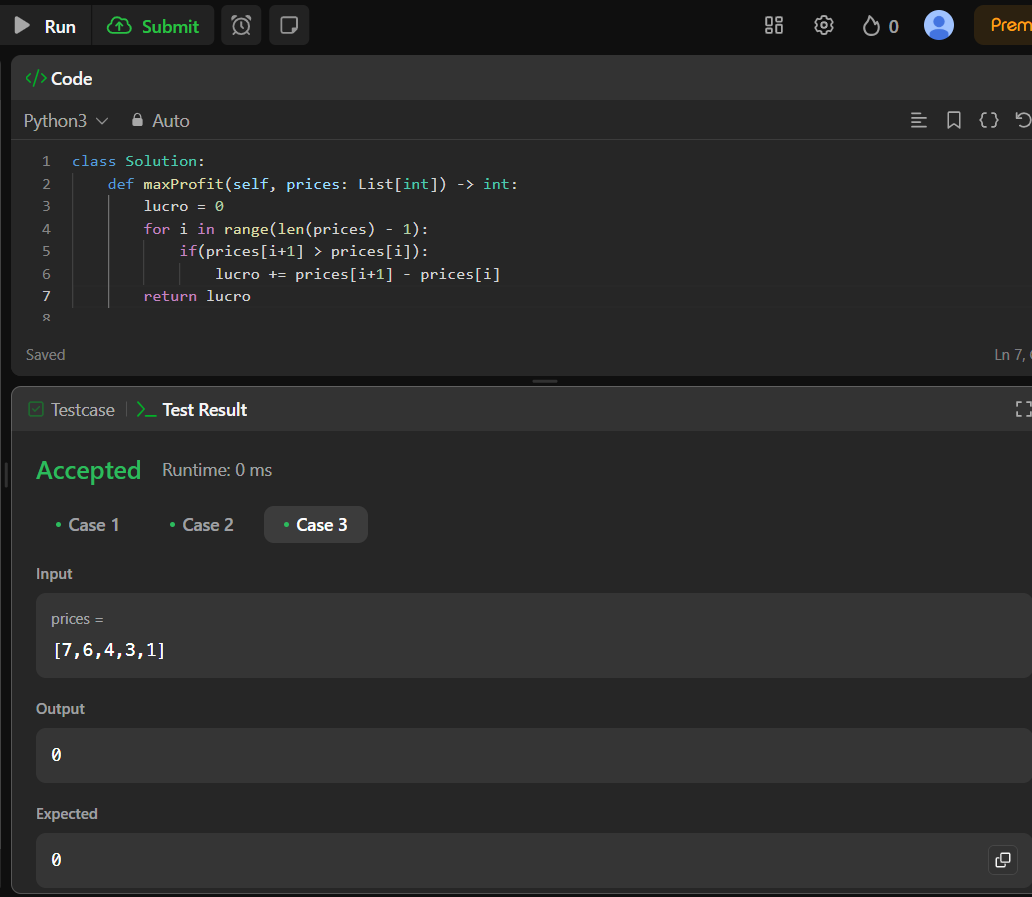 Run Submit 0 Prem
</> Code
Python3 Auto
1 class Solution:
2     def maxProfit(self, prices: List[int]) -> int:
3         lucro = 0
4         for i in range(len(prices) - 1):
5             if(prices[i+1] > prices[i]):
6                 lucro += prices[i+1] - prices[i]
7         return lucro
8
Saved Ln 7,
Testcase | >_ Test Result
Accepted Runtime: 0 ms
• Case 1 • Case 2 • Case 3
Input
prices =
[7,6,4,3,1]
Output
0
Expected
0